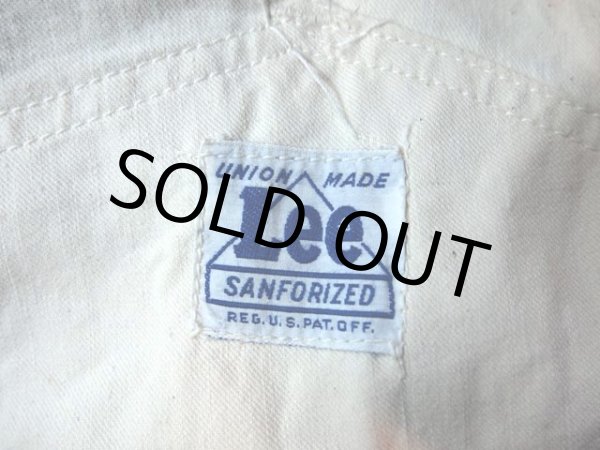 UNION MADE
Lee
SANFORIZED
REG. U.S. PAT. OFF.
SOLD OUT